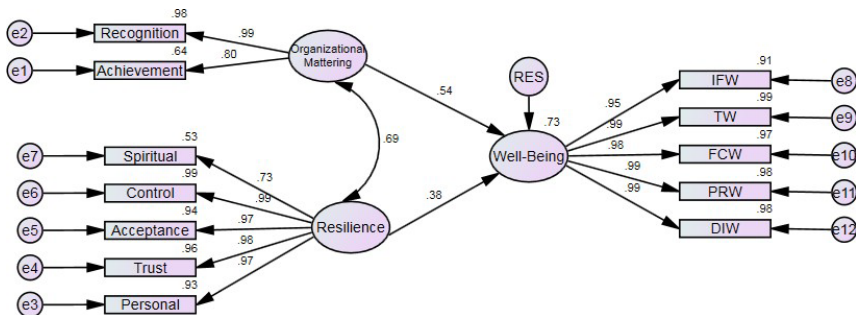 .98
e2 Recognition .99
.64
e1 Achievement .80
Organizational
Mattering
.54
RES
.91
IFW e8
.95
.99
TW e9
.99
.73
.97
Well-Being .98 FCW e10
.98
.99 PRW e11
.98
.99
DIW e12
.69
.53
e7 Spiritual
.73
.99
e6 Control
.99
.94
e5 Acceptance .97
Resilience
.38
.96
e4 Trust .98
.93
e3 Personal .97